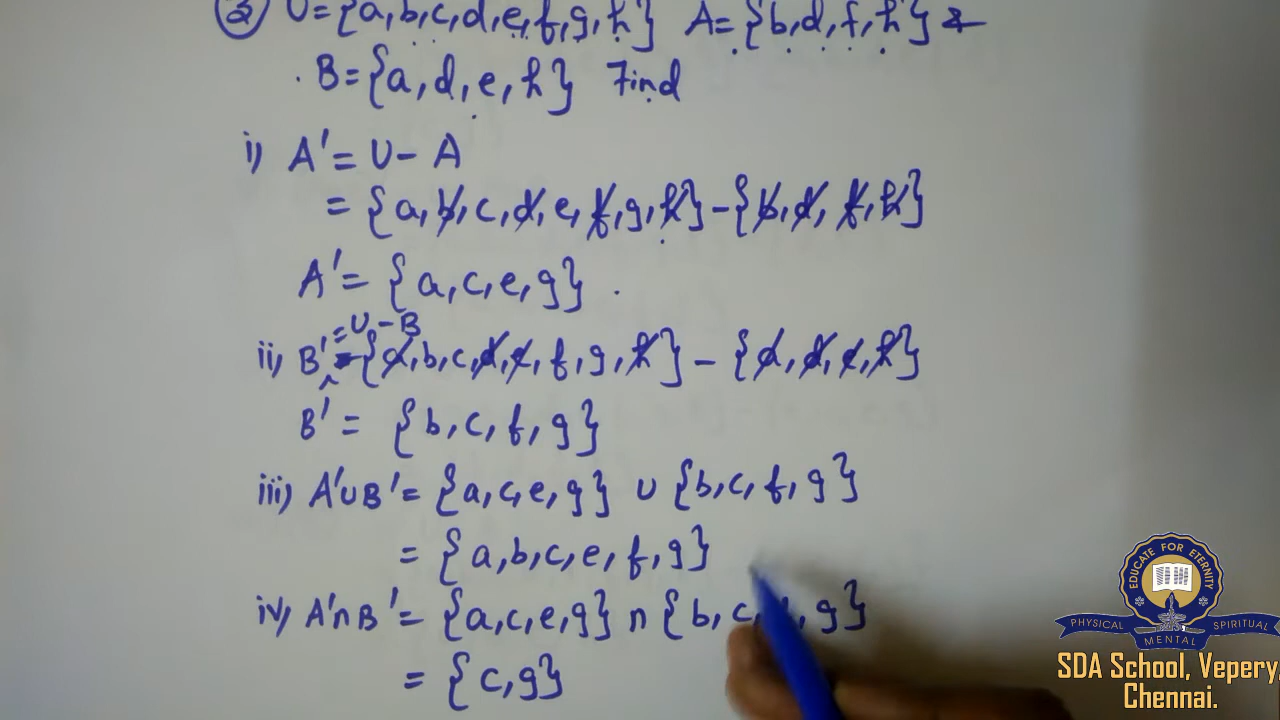 ② U={a,b,c,d,e,f,g,h} A={b,d,f,h} &
B={a,d,e,h} Find
i) A'= U- A
= {a,b,c,d,e,f,g,h} - {b,d,f,h}
A'= {a,c,e,g}.
= U - B
ii) B' = {a,b,c,d,e,f,g,h} - {a,d,e,h}
B' = {b,c,f,g}
iii) A'∪B' = {a,c,e,g} ∪ {b,c,f,g}
= {a,b,c,e,f,g}
iv) A'∩B' = {a,c,e,g} ∩ {b,c,f,g}
= {c,g}
EDUCATE FOR ETERNITY
PHYSICAL MENTAL SPIRITUAL
SDA School, Vepery,
Chennai.